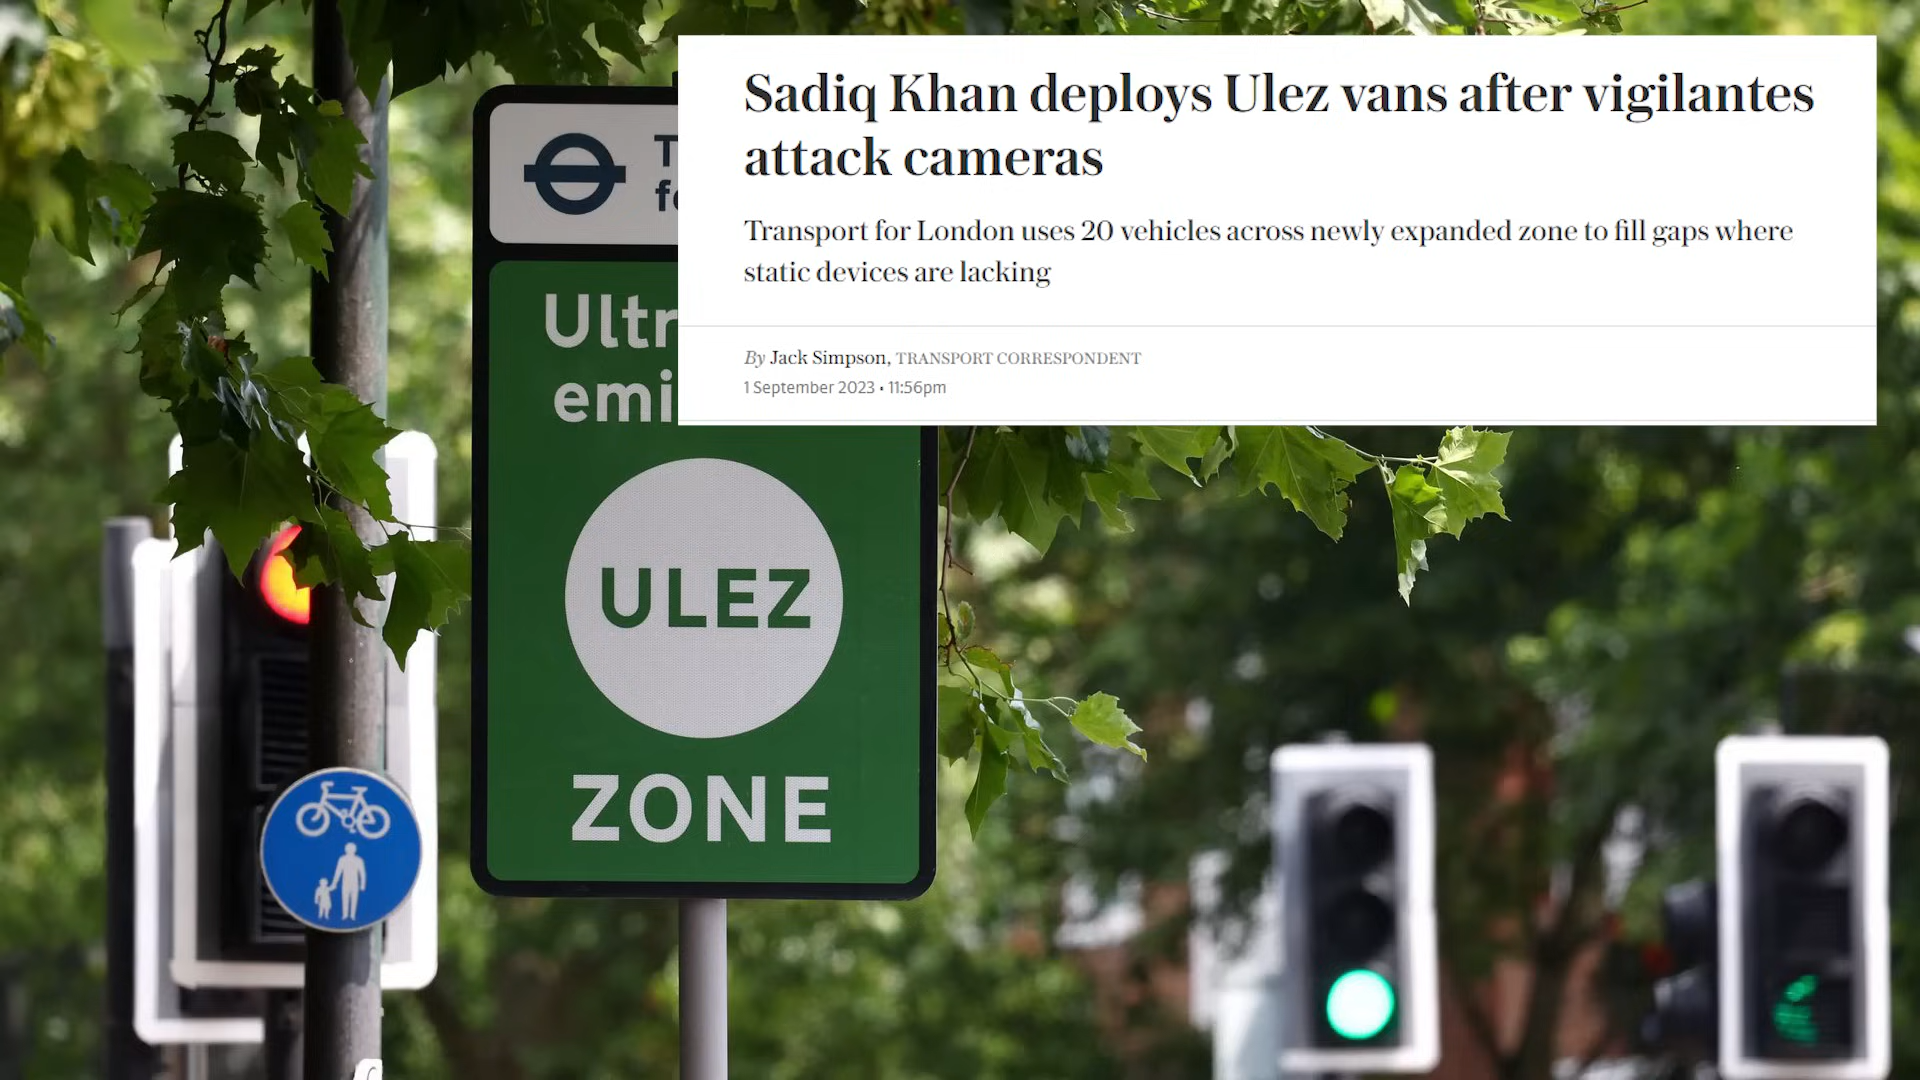 Sadiq Khan deploys Ulez vans after vigilantes
attack cameras
Transport for London uses 20 vehicles across newly expanded zone to fill gaps where
static devices are lacking
By Jack Simpson, TRANSPORT CORRESPONDENT
1 September 2023 • 11:56pm
T
fo
Ultr
emi
ULEZ
ZONE